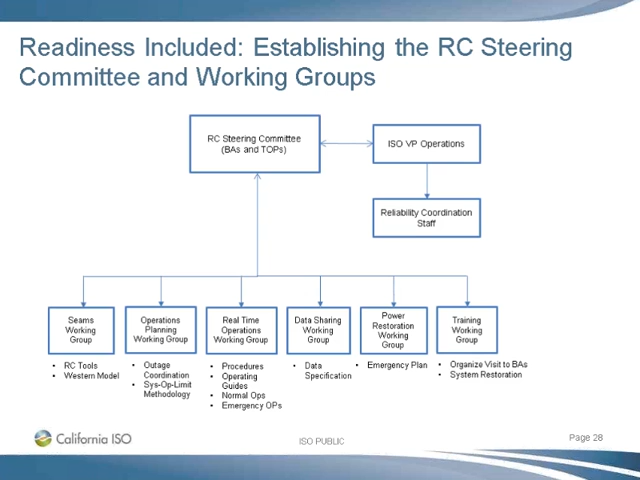 Readiness Included: Establishing the RC Steering
Committee and Working Groups
RC Steering Committee
(BAs and TOPs)
ISO VP Operations
Reliability Coordination
Staff
Seams
Working
Group
Operations
Planning
Working Group
Real Time
Operations
Working Group
Data Sharing
Working
Group
Power
Restoration
Working
Group
Training
Working
Group
• RC Tools
• Western Model
• Outage
Coordination
• Sys-Op-Limit
Methodology
• Procedures
• Operating
Guides
• Normal Ops
• Emergency OPs
• Data
Specification
• Emergency Plan
• Organize Visit to BAs
• System Restoration
California ISO
ISO PUBLIC
Page 28